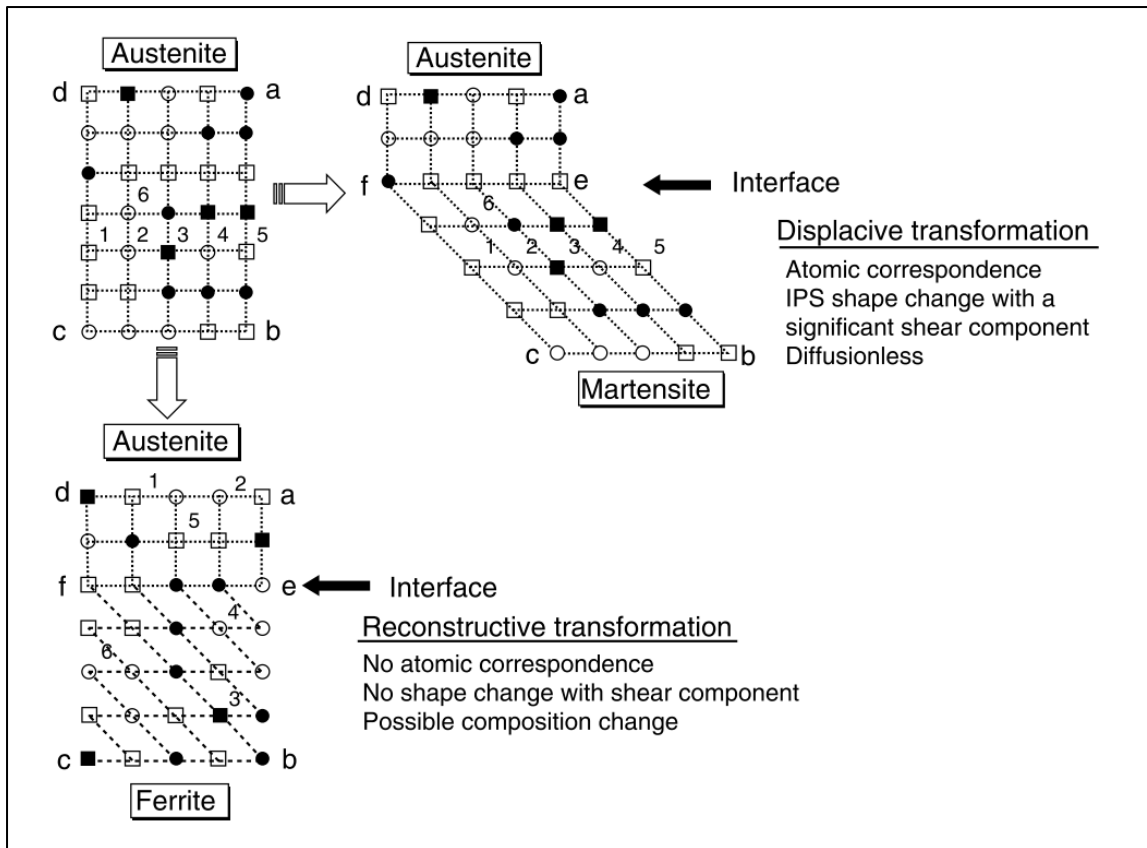 Austenite
d a
6
1 2 3 4 5
c b
Austenite
d a
f e
Interface
6
1 2 3 4 5
c b
Martensite
Displacive transformation
Atomic correspondence
IPS shape change with a
significant shear component
Diffusionless
Austenite
1 2
d a
5
f e
Interface
4
6
3
c b
Ferrite
Reconstructive transformation
No atomic correspondence
No shape change with shear component
Possible composition change